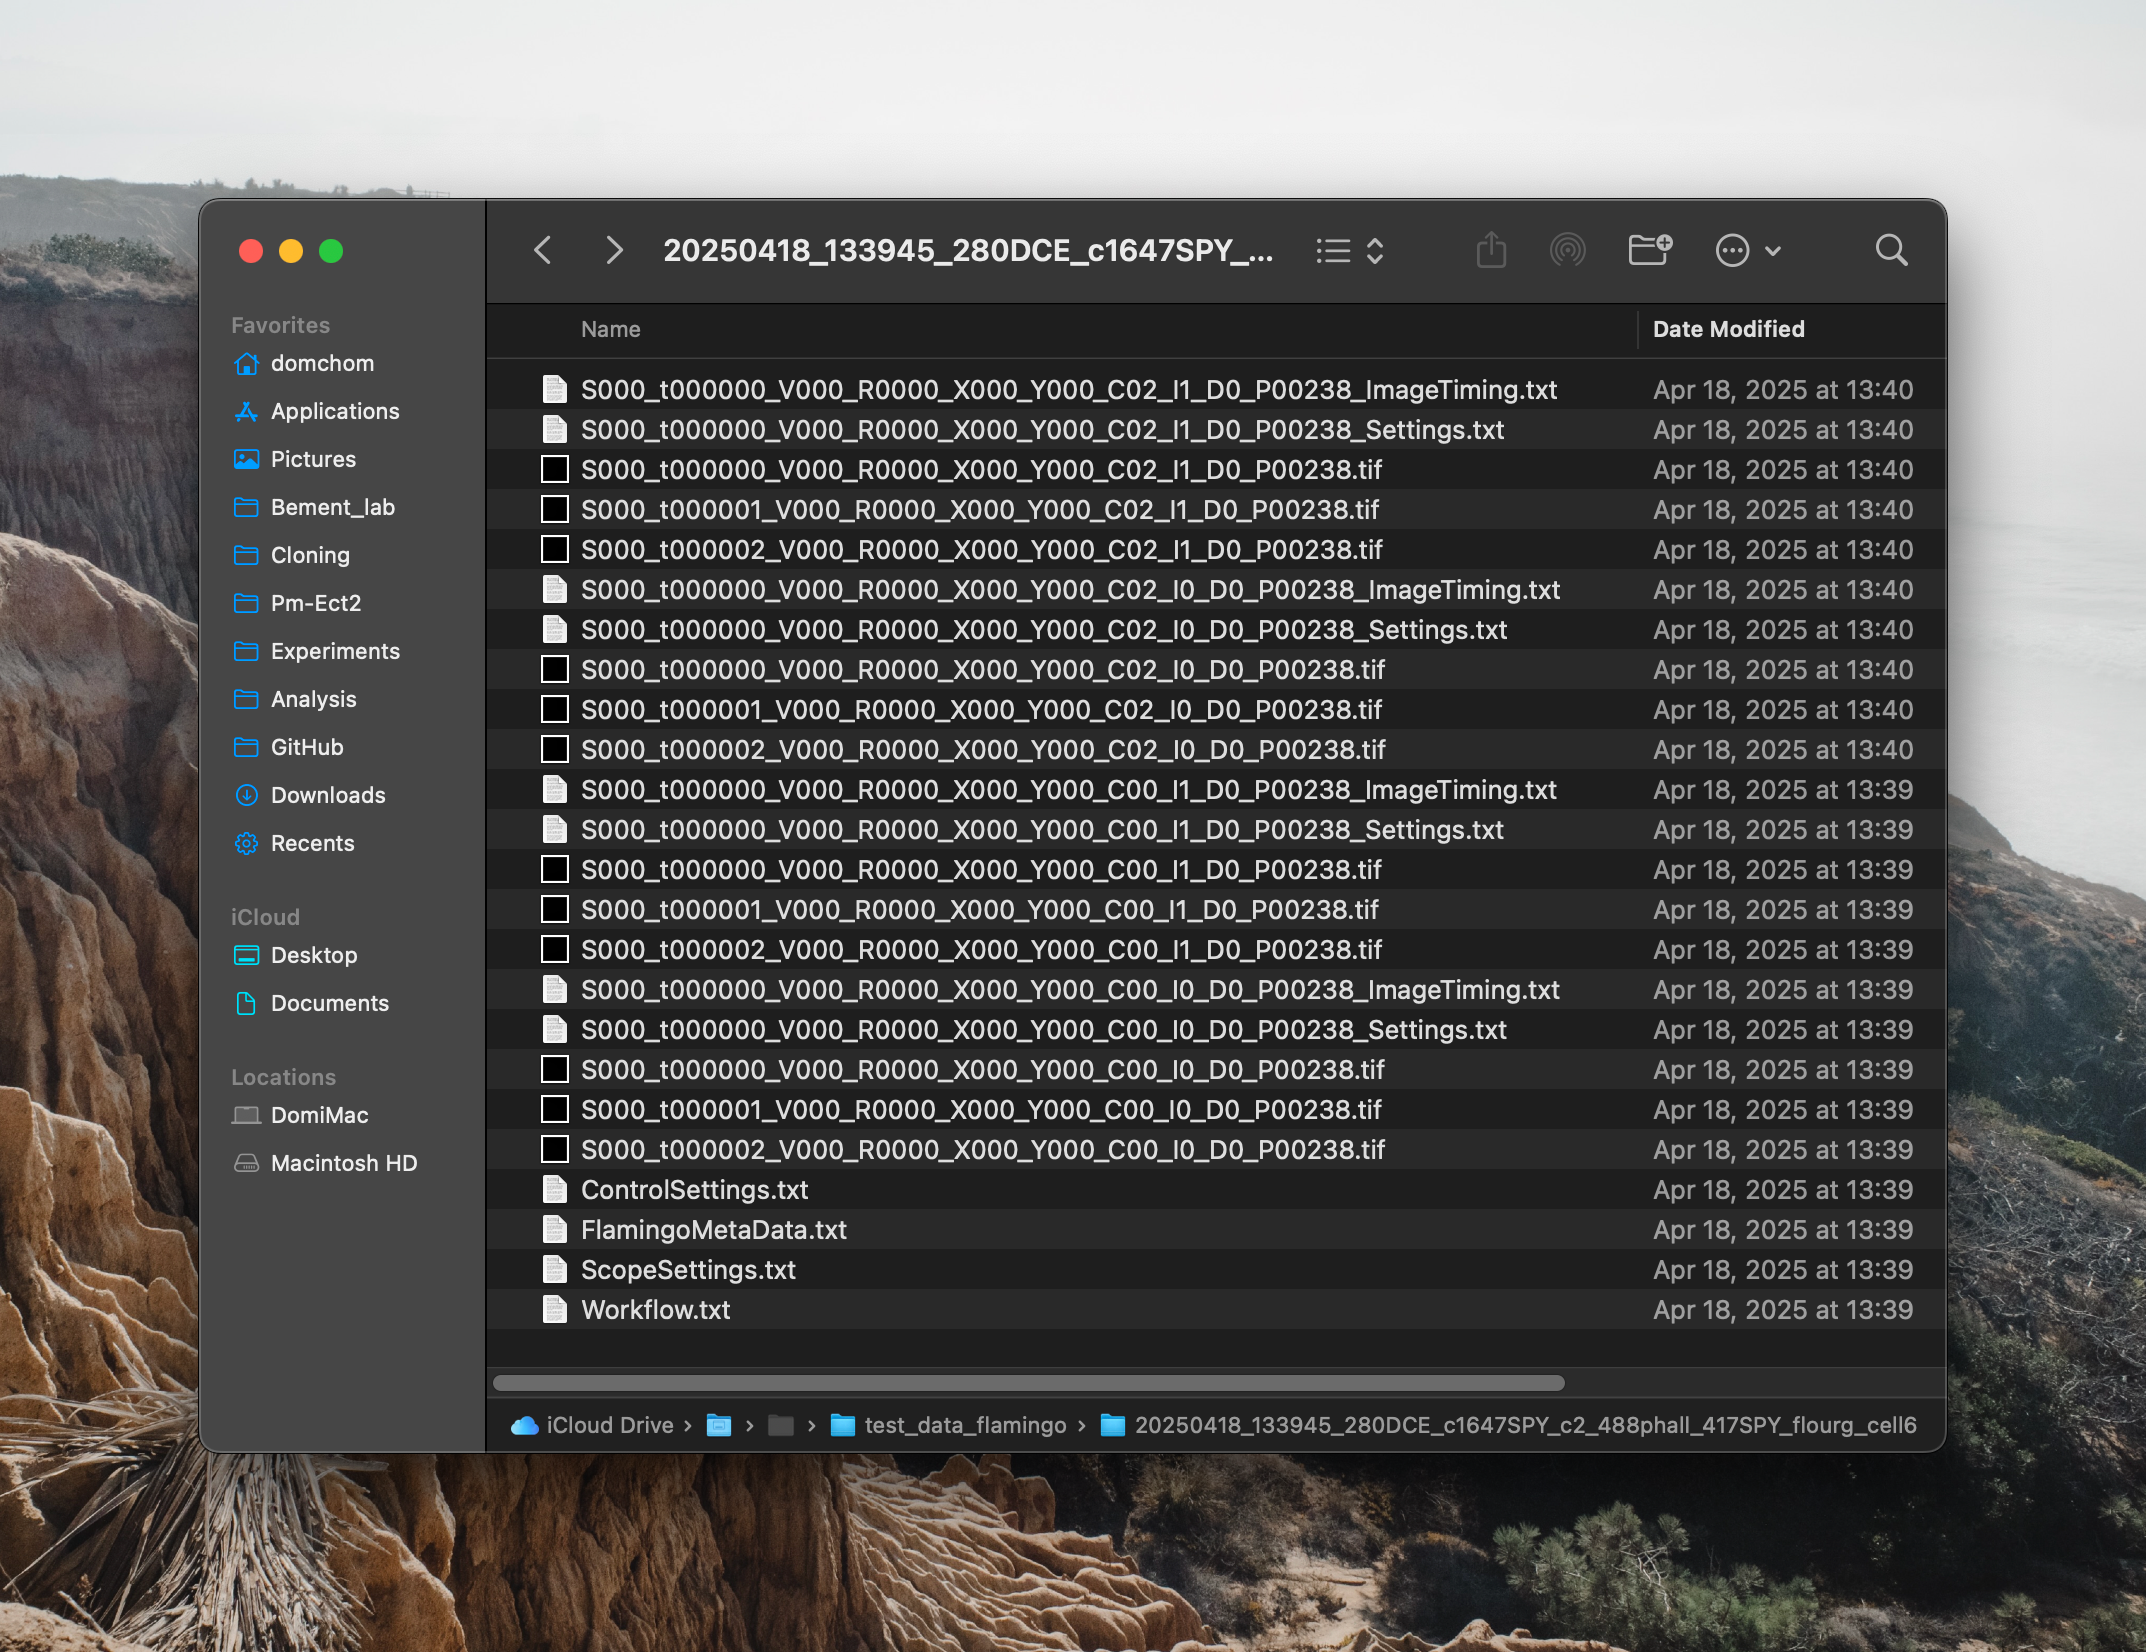 20250418_133945_280DCE_c1647SPY_...
Favorites
domchom
Applications
Pictures
Bement_lab
Cloning
Pm-Ect2
Experiments
Analysis
GitHub
Downloads
Recents
iCloud
Desktop
Documents
Locations
DomiMac
Macintosh HD
Name Date Modified
S000_t000000_V000_R0000_X000_Y000_C02_I1_D0_P00238_ImageTiming.txt Apr 18, 2025 at 13:40
S000_t000000_V000_R0000_X000_Y000_C02_I1_D0_P00238_Settings.txt Apr 18, 2025 at 13:40
S000_t000000_V000_R0000_X000_Y000_C02_I1_D0_P00238.tif Apr 18, 2025 at 13:40
S000_t000001_V000_R0000_X000_Y000_C02_I1_D0_P00238.tif Apr 18, 2025 at 13:40
S000_t000002_V000_R0000_X000_Y000_C02_I1_D0_P00238.tif Apr 18, 2025 at 13:40
S000_t000000_V000_R0000_X000_Y000_C02_I0_D0_P00238_ImageTiming.txt Apr 18, 2025 at 13:40
S000_t000000_V000_R0000_X000_Y000_C02_I0_D0_P00238_Settings.txt Apr 18, 2025 at 13:40
S000_t000000_V000_R0000_X000_Y000_C02_I0_D0_P00238.tif Apr 18, 2025 at 13:40
S000_t000001_V000_R0000_X000_Y000_C02_I0_D0_P00238.tif Apr 18, 2025 at 13:40
S000_t000002_V000_R0000_X000_Y000_C02_I0_D0_P00238.tif Apr 18, 2025 at 13:40
S000_t000000_V000_R0000_X000_Y000_C00_I1_D0_P00238_ImageTiming.txt Apr 18, 2025 at 13:39
S000_t000000_V000_R0000_X000_Y000_C00_I1_D0_P00238_Settings.txt Apr 18, 2025 at 13:39
S000_t000000_V000_R0000_X000_Y000_C00_I1_D0_P00238.tif Apr 18, 2025 at 13:39
S000_t000001_V000_R0000_X000_Y000_C00_I1_D0_P00238.tif Apr 18, 2025 at 13:39
S000_t000002_V000_R0000_X000_Y000_C00_I1_D0_P00238.tif Apr 18, 2025 at 13:39
S000_t000000_V000_R0000_X000_Y000_C00_I0_D0_P00238_ImageTiming.txt Apr 18, 2025 at 13:39
S000_t000000_V000_R0000_X000_Y000_C00_I0_D0_P00238_Settings.txt Apr 18, 2025 at 13:39
S000_t000000_V000_R0000_X000_Y000_C00_I0_D0_P00238.tif Apr 18, 2025 at 13:39
S000_t000001_V000_R0000_X000_Y000_C00_I0_D0_P00238.tif Apr 18, 2025 at 13:39
S000_t000002_V000_R0000_X000_Y000_C00_I0_D0_P00238.tif Apr 18, 2025 at 13:39
ControlSettings.txt Apr 18, 2025 at 13:39
FlamingoMetaData.txt Apr 18, 2025 at 13:39
ScopeSettings.txt Apr 18, 2025 at 13:39
Workflow.txt Apr 18, 2025 at 13:39
iCloud Drive › › › test_data_flamingo › 20250418_133945_280DCE_c1647SPY_c2_488phall_417SPY_flourg_cell6